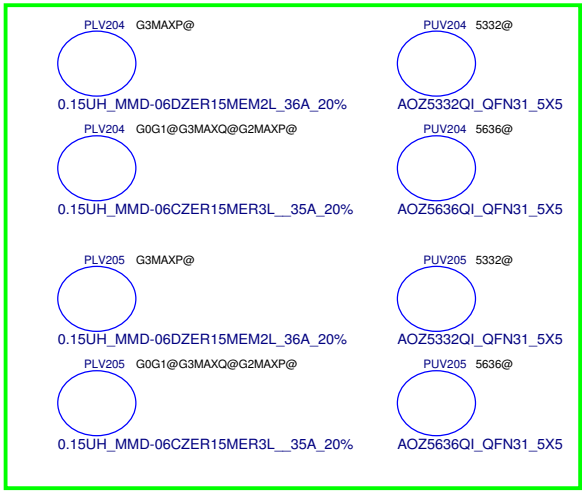 PLV204 G3MAXP@ PUV204 5332@
0.15UH_MMD-06DZER15MEM2L_36A_20% AOZ5332QI_QFN31_5X5
PLV204 G0G1@G3MAXQ@G2MAXP@ PUV204 5636@
0.15UH_MMD-06CZER15MER3L__35A_20% AOZ5636QI_QFN31_5X5
PLV205 G3MAXP@ PUV205 5332@
0.15UH_MMD-06DZER15MEM2L_36A_20% AOZ5332QI_QFN31_5X5
PLV205 G0G1@G3MAXQ@G2MAXP@ PUV205 5636@
0.15UH_MMD-06CZER15MER3L__35A_20% AOZ5636QI_QFN31_5X5